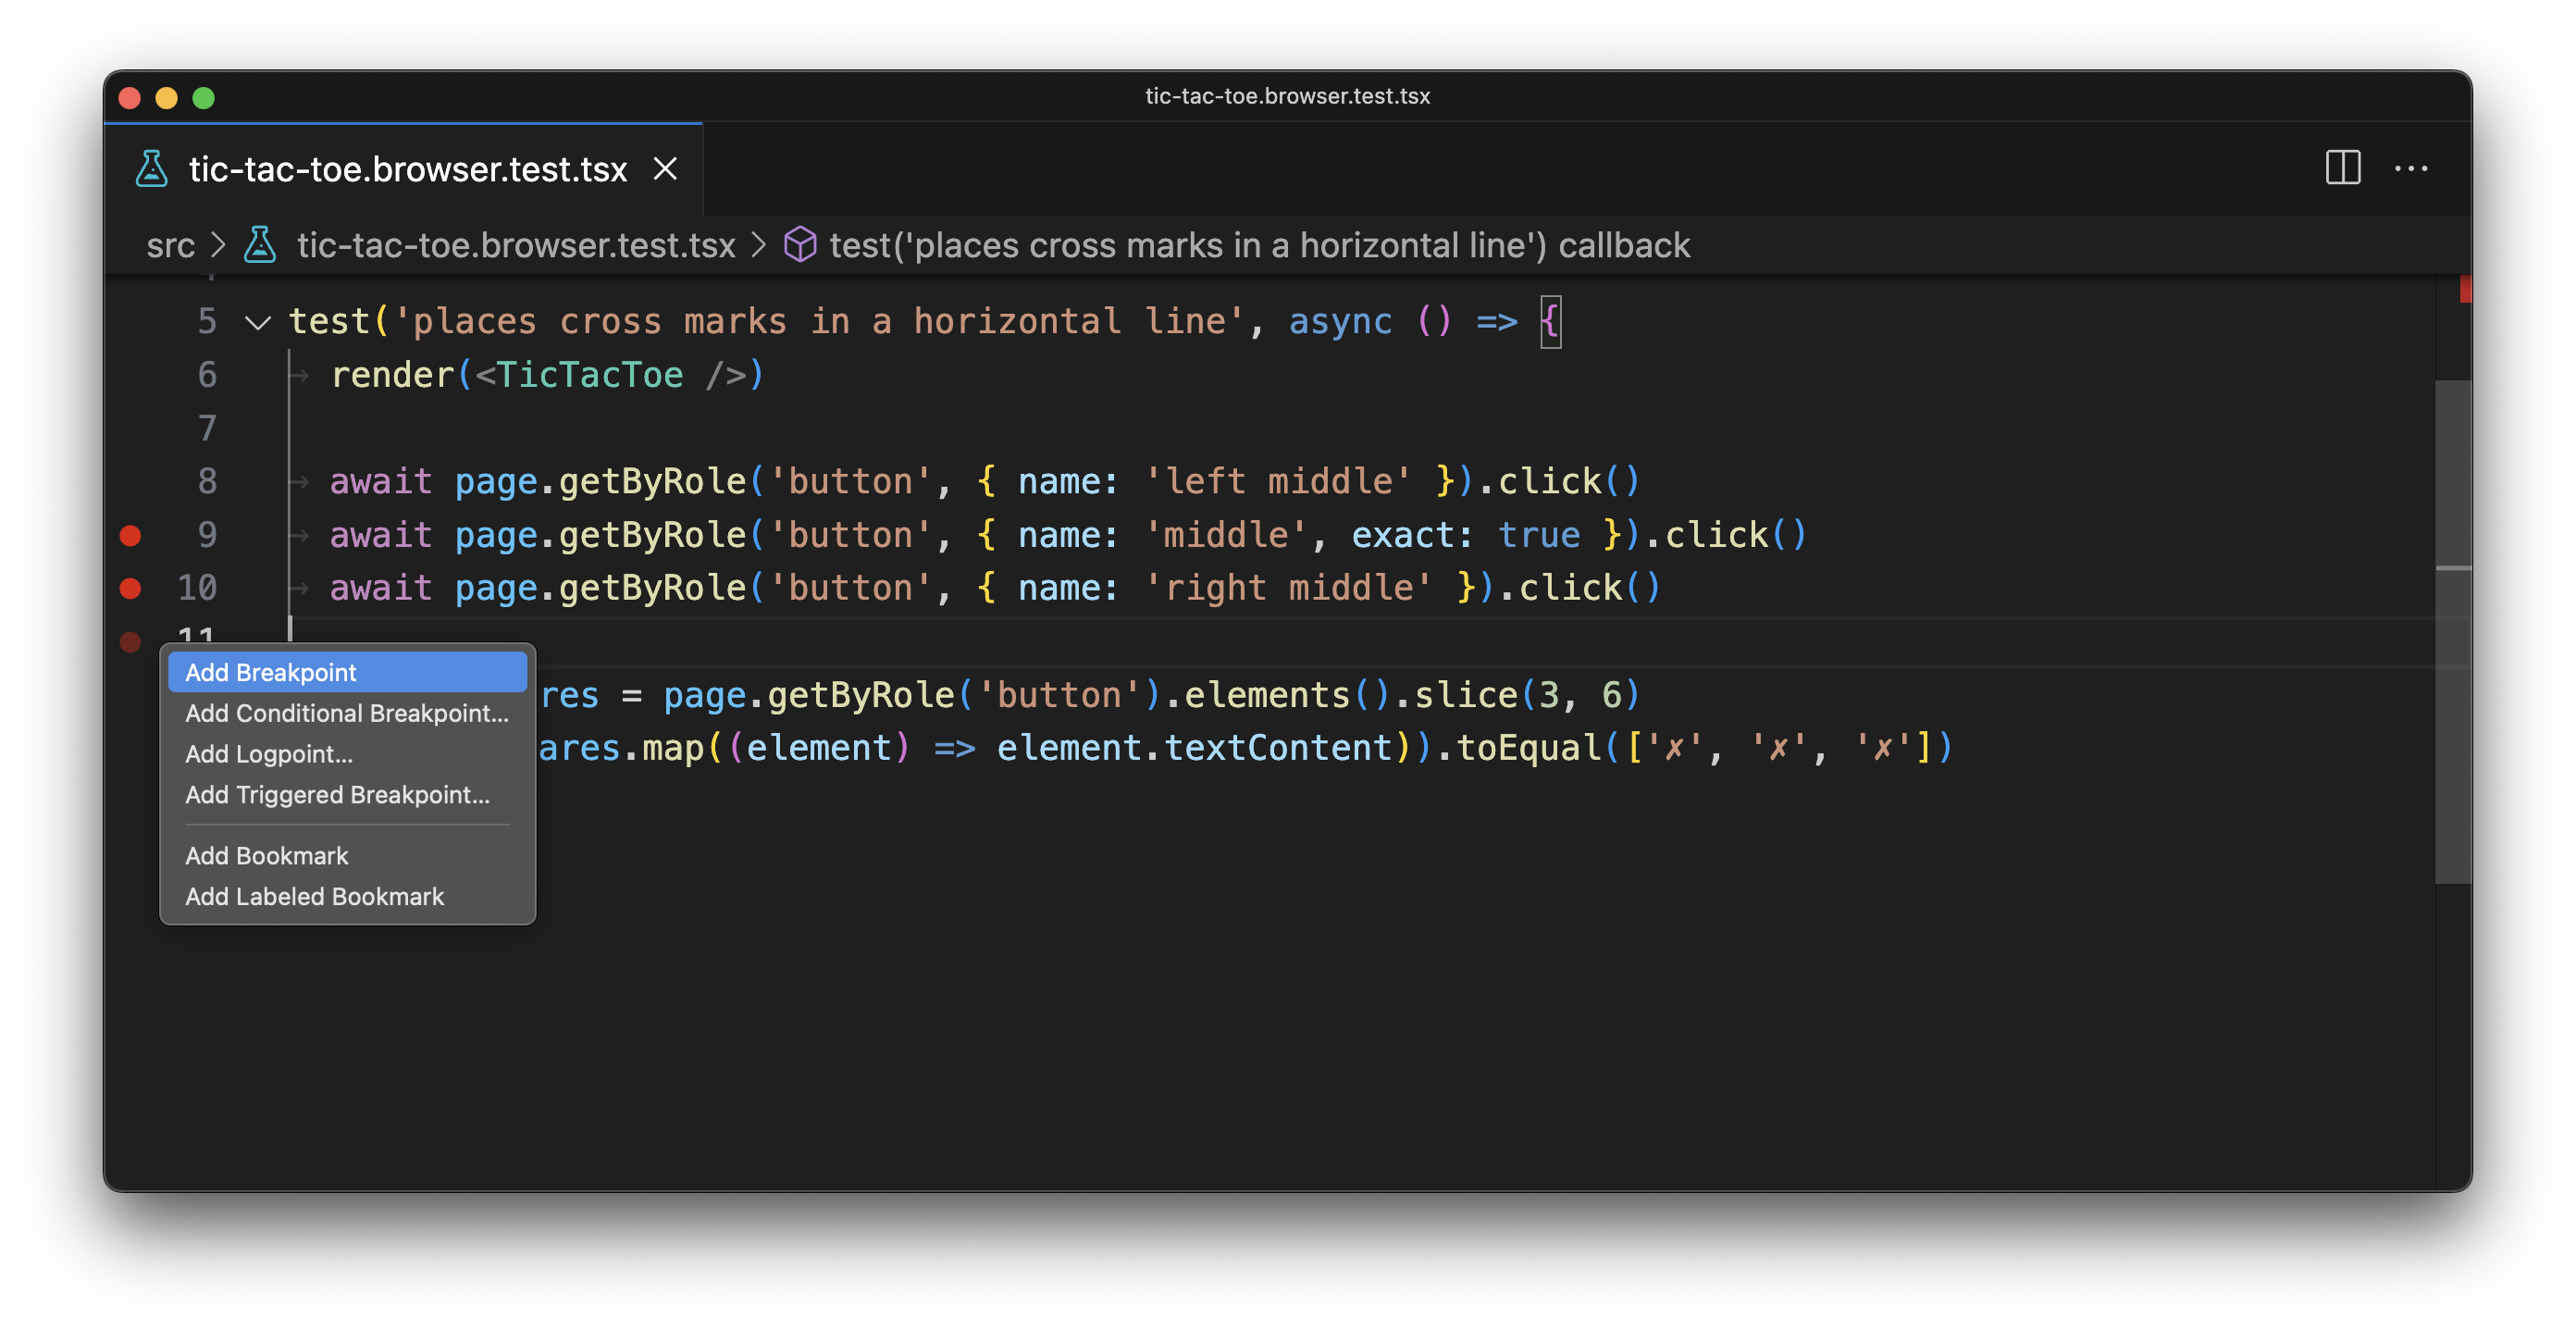 tic-tac-toe.browser.test.tsx
tic-tac-toe.browser.test.tsx
src > tic-tac-toe.browser.test.tsx > test('places cross marks in a horizontal line') callback
5 test('places cross marks in a horizontal line', async () => {
6 render(<TicTacToe />)
7
8 await page.getByRole('button', { name: 'left middle' }).click()
9 await page.getByRole('button', { name: 'middle', exact: true }).click()
10 await page.getByRole('button', { name: 'right middle' }).click()
11
res = page.getByRole('button').elements().slice(3, 6)
ares.map((element) => element.textContent)).toEqual(['✗', '✗', '✗'])
Add Breakpoint
Add Conditional Breakpoint...
Add Logpoint...
Add Triggered Breakpoint...
Add Bookmark
Add Labeled Bookmark